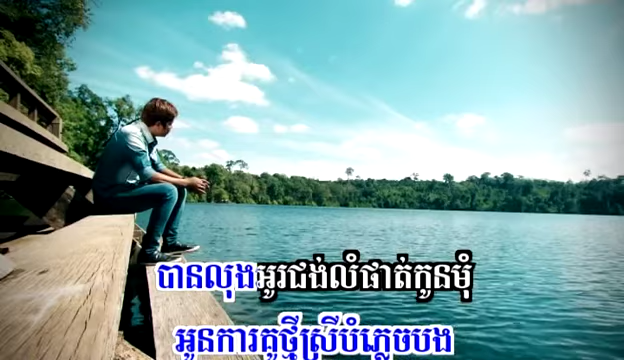 បានលុងអូរជង់លំផាត់កូនមុំ
អូនការគូថ្មីស្រីបំភ្លេចបង